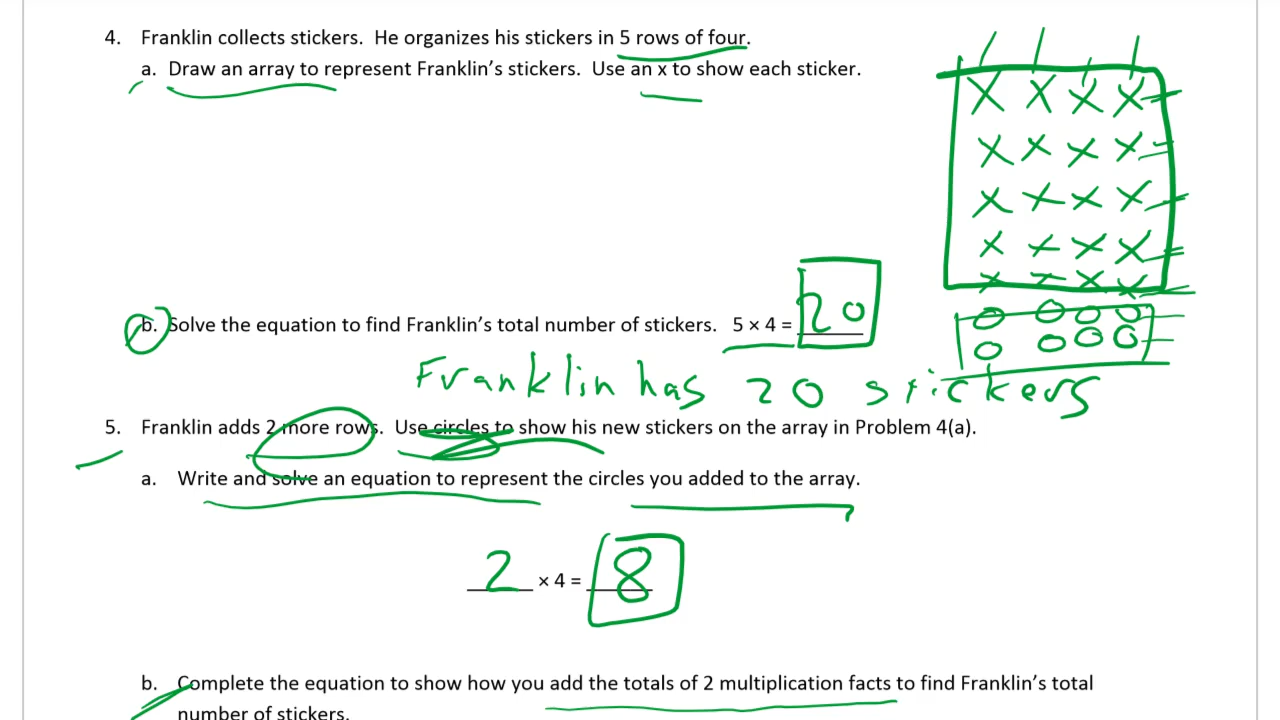 4. Franklin collects stickers. He organizes his stickers in 5 rows of four.
a. Draw an array to represent Franklin's stickers. Use an x to show each sticker.
X X X X
X X X X
X X X X
X X X X
X X X X
O O O O
O O O O
b. Solve the equation to find Franklin's total number of stickers. 5 × 4 = 20
Franklin has 20 stickers
5. Franklin adds 2 more rows. Use circles to show his new stickers on the array in Problem 4(a).
a. Write and solve an equation to represent the circles you added to the array.
2 × 4 = 8
b. Complete the equation to show how you add the totals of 2 multiplication facts to find Franklin's total
number of stickers.